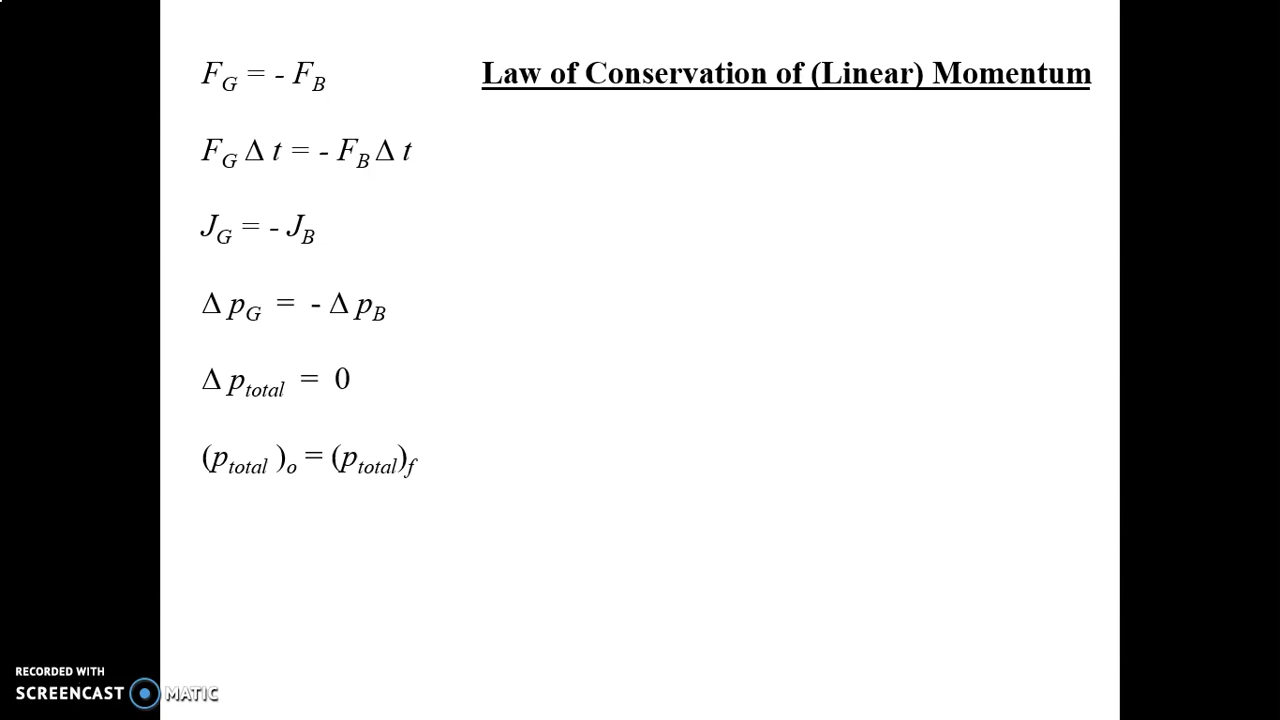 F_G = - F_B
Law of Conservation of (Linear) Momentum
F_G Δ t = - F_B Δ t
J_G = - J_B
Δ p_G = - Δ p_B
Δ p_total = 0
(p_total )_o = (p_total)_f
RECORDED WITH
SCREENCAST MATIC